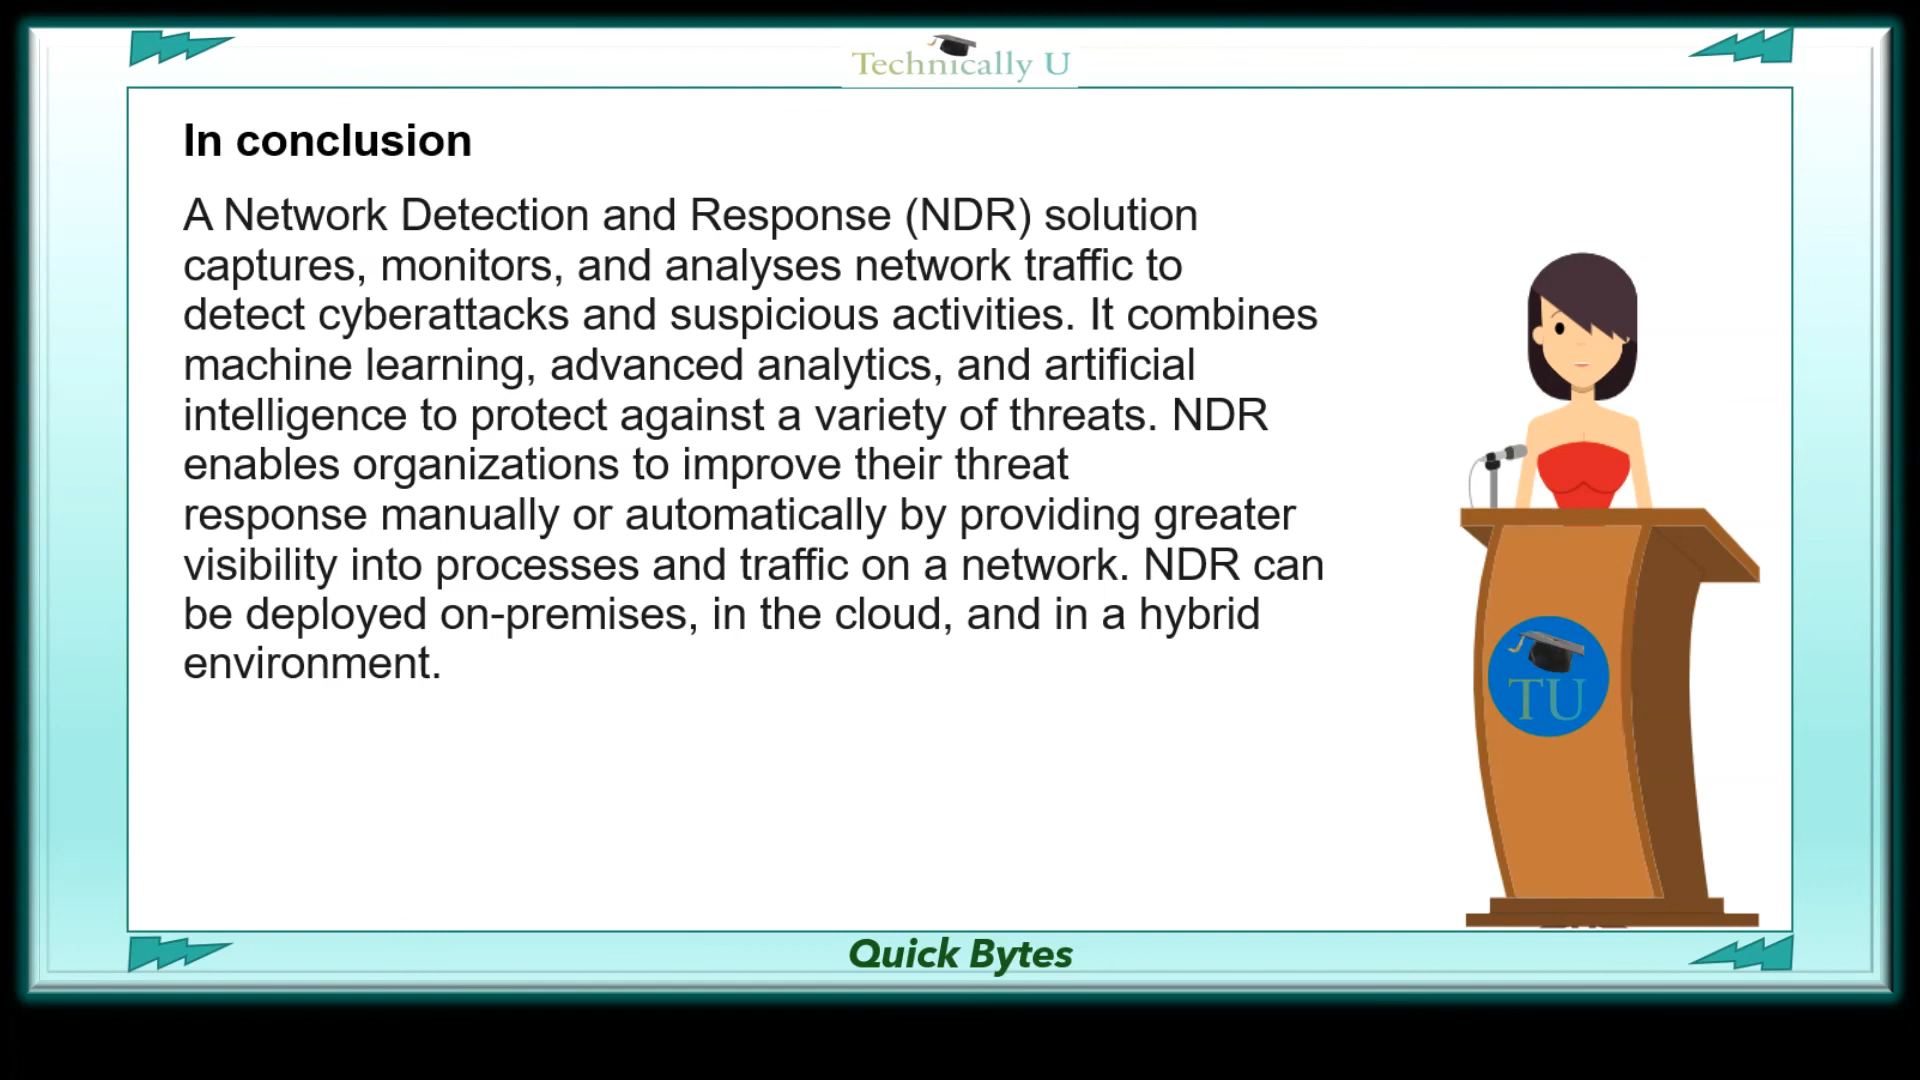 Technically U
In conclusion
A Network Detection and Response (NDR) solution
captures, monitors, and analyses network traffic to
detect cyberattacks and suspicious activities. It combines
machine learning, advanced analytics, and artificial
intelligence to protect against a variety of threats. NDR
enables organizations to improve their threat
response manually or automatically by providing greater
visibility into processes and traffic on a network. NDR can
be deployed on-premises, in the cloud, and in a hybrid
environment.
TU
Quick Bytes